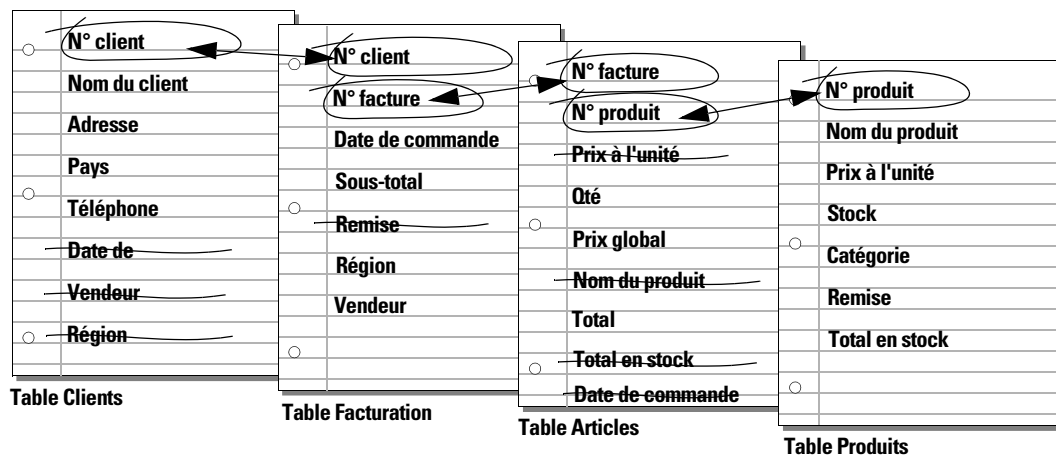 N° client
Nom du client
Adresse
Pays
Téléphone
Date de
Vendeur
Région
Table Clients
N° client
N° facture
Date de commande
Sous-total
Remise
Région
Vendeur
Table Facturation
N° facture
N° produit
Prix à l'unité
Qté
Prix global
Nom du produit
Total
Total en stock
Date de commande
Table Articles
N° produit
Nom du produit
Prix à l'unité
Stock
Catégorie
Remise
Total en stock
Table Produits